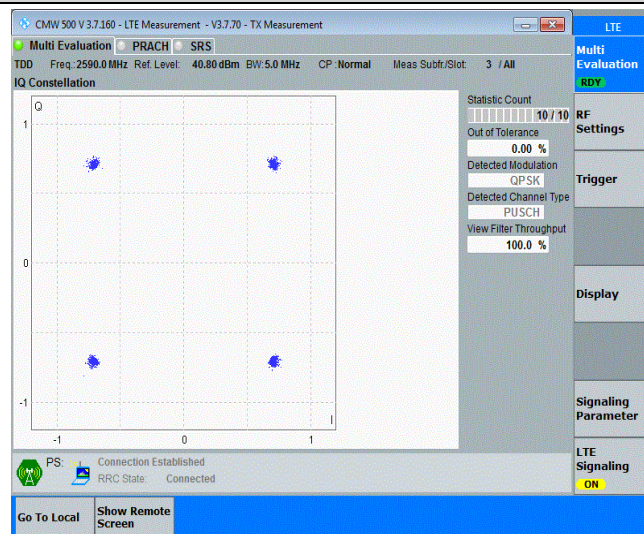 CMW 500 V 3.7.160 - LTE Measurement - V3.7.70 - TX Measurement
LTE
Multi Evaluation PRACH SRS
Multi
Evaluation
RDY
TDD Freq.: 2590.0 MHz Ref. Level: 40.80 dBm BW: 5.0 MHz CP : Normal Meas Subfr./Slot: 3 / All
IQ Constellation
Q
1
0
-1
-1 0 1
I
Statistic Count
10 / 10
Out of Tolerance
0.00 %
Detected Modulation
QPSK
Detected Channel Type
PUSCH
View Filter Throughput
100.0 %
RF
Settings
Trigger
Display
Signaling
Parameter
LTE
Signaling
ON
PS: Connection Established
RRC State: Connected
Go To Local
Show Remote
Screen